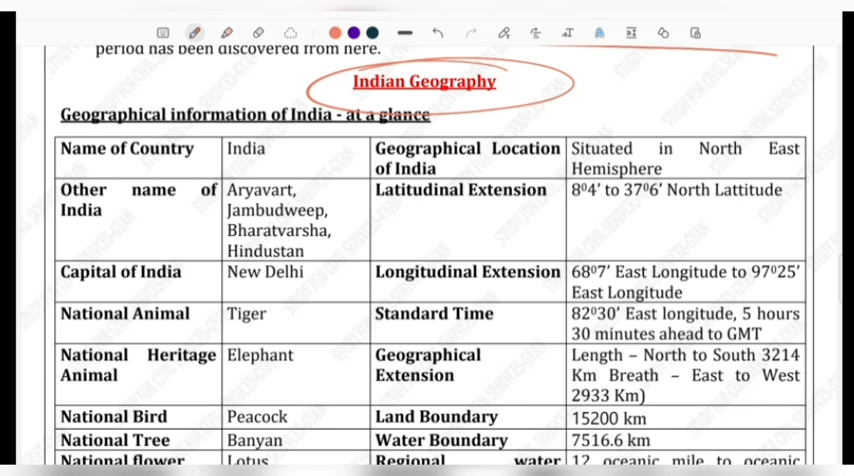 period has been discovered from here.
Indian Geography
Geographical information of India - at a glance
Name of Country India Geographical Location of India Situated in North East Hemisphere
Other name of India Aryavart, Jambudweep, Bharatvarsha, Hindustan Latitudinal Extension 8⁰4’ to 37⁰6’ North Lattitude
Capital of India New Delhi Longitudinal Extension 68⁰7’ East Longitude to 97⁰25’ East Longitude
National Animal Tiger Standard Time 82⁰30’ East longitude, 5 hours 30 minutes ahead to GMT
National Heritage Animal Elephant Geographical Extension Length – North to South 3214 Km Breath – East to West 2933 Km)
National Bird Peacock Land Boundary 15200 km
National Tree Banyan Water Boundary 7516.6 km
National flower Lotus Regional water 12 oceanic mile to oceanic